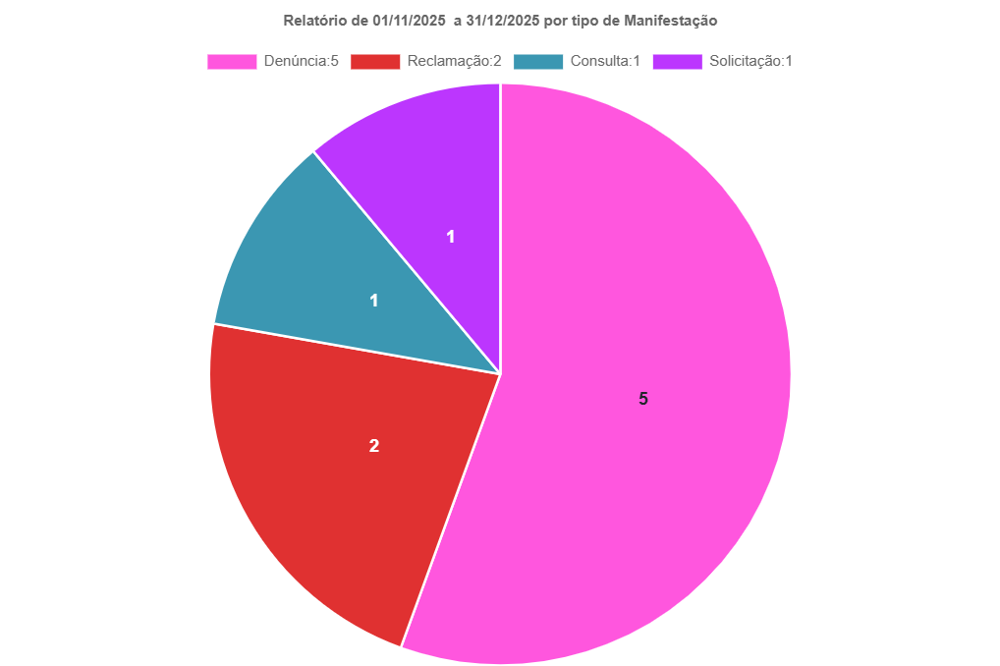 Relatório de 01/11/2025  a 31/12/2025 por tipo de Manifestação
Denúncia:5 Reclamação:2 Consulta:1 Solicitação:1
1
1
5
2